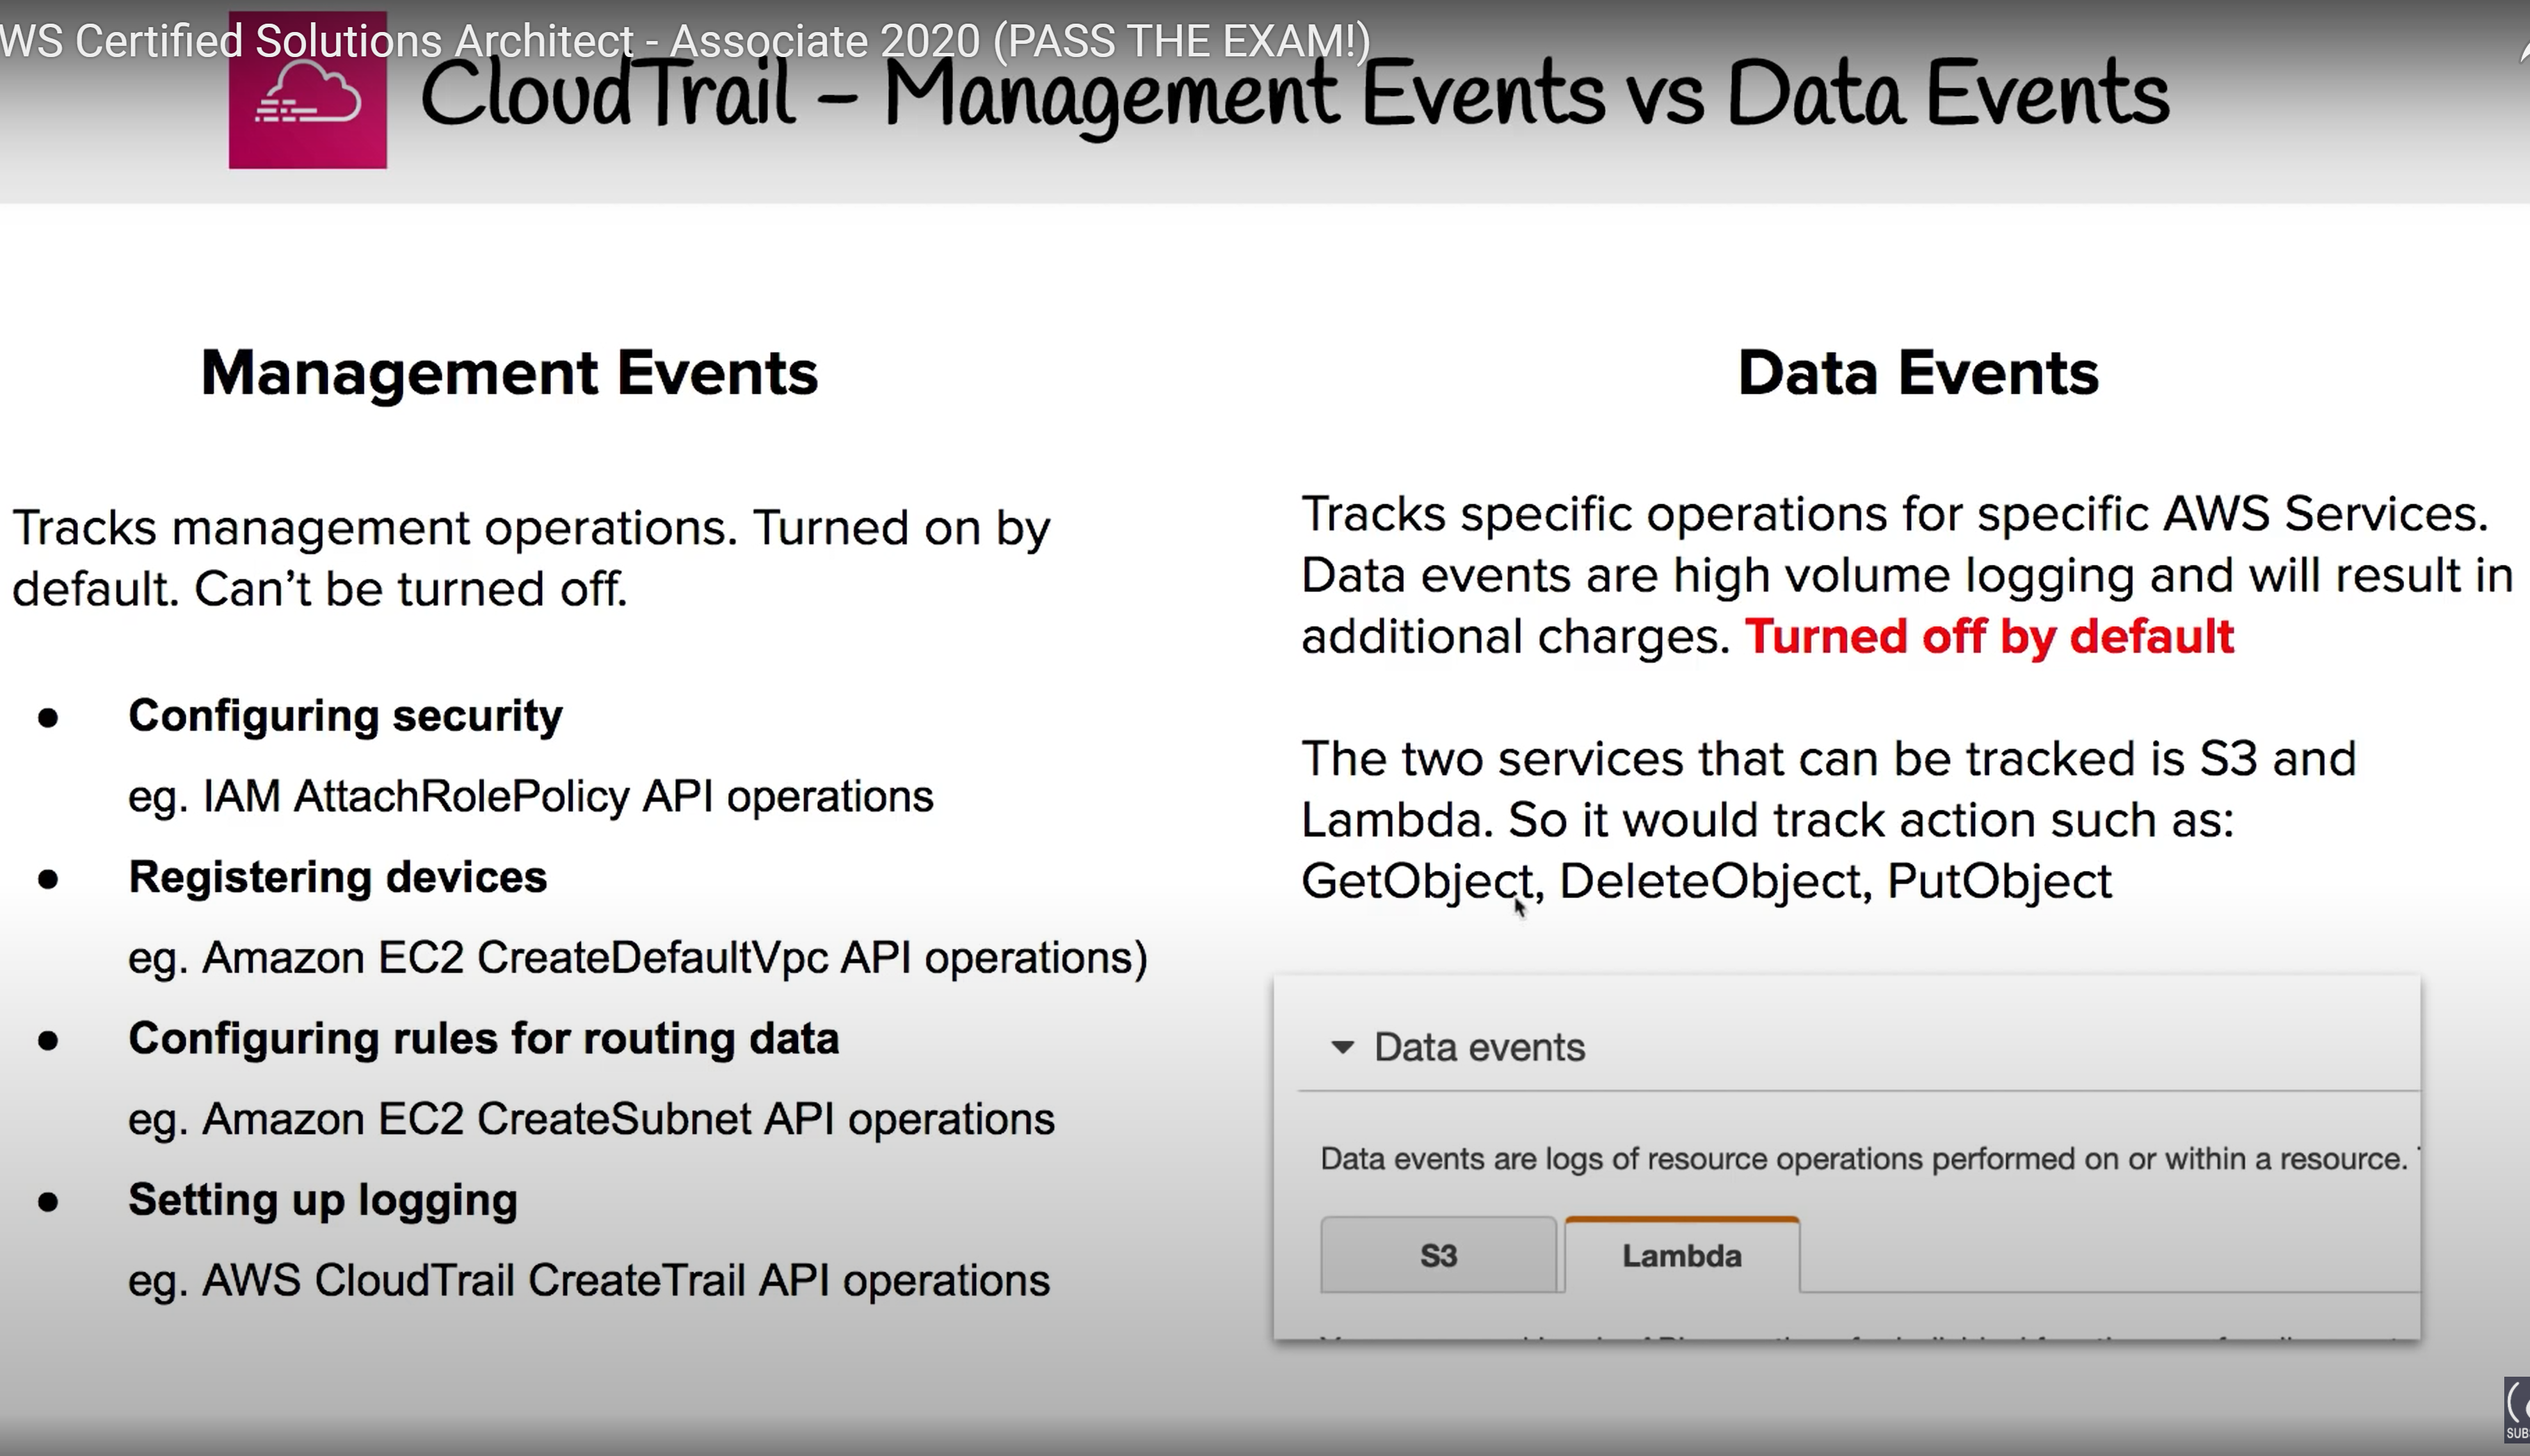 WS Certified Solutions Architect - Associate 2020 (PASS THE EXAM!)
CloudTrail – Management Events vs Data Events
Management Events
Tracks management operations. Turned on by
default. Can't be turned off.
● Configuring security
eg. IAM AttachRolePolicy API operations
● Registering devices
eg. Amazon EC2 CreateDefaultVpc API operations)
● Configuring rules for routing data
eg. Amazon EC2 CreateSubnet API operations
● Setting up logging
eg. AWS CloudTrail CreateTrail API operations
Data Events
Tracks specific operations for specific AWS Services.
Data events are high volume logging and will result in
additional charges. Turned off by default
The two services that can be tracked is S3 and
Lambda. So it would track action such as:
GetObject, DeleteObject, PutObject
Data events
Data events are logs of resource operations performed on or within a resource.
S3
Lambda
SUB